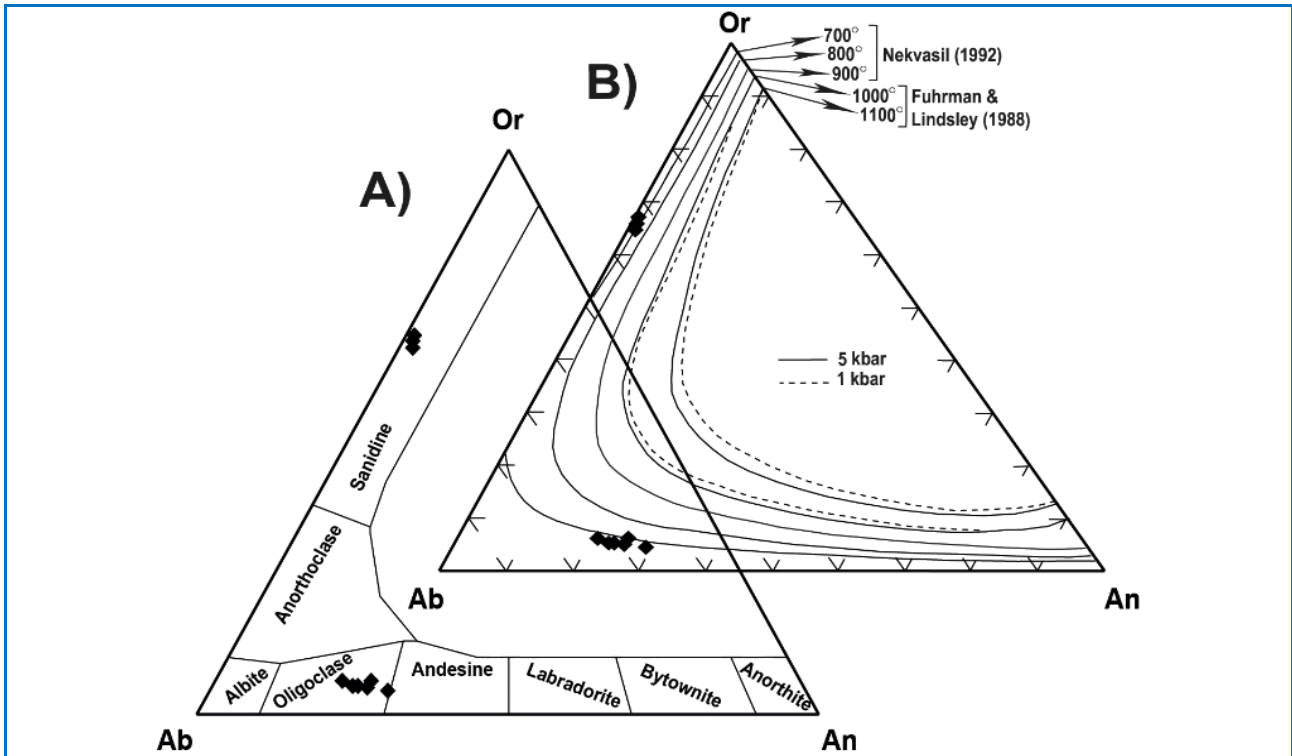 Or
700°
800°
900°
Nekvasil (1992)
1000°
1100°
Fuhrman &
Lindsley (1988)
B)
5 kbar
1 kbar
Ab
An
Or
A)
Sanidine
Anorthoclase
Albite
Oligoclase
Andesine
Labradorite
Bytownite
Anorthite
Ab
An